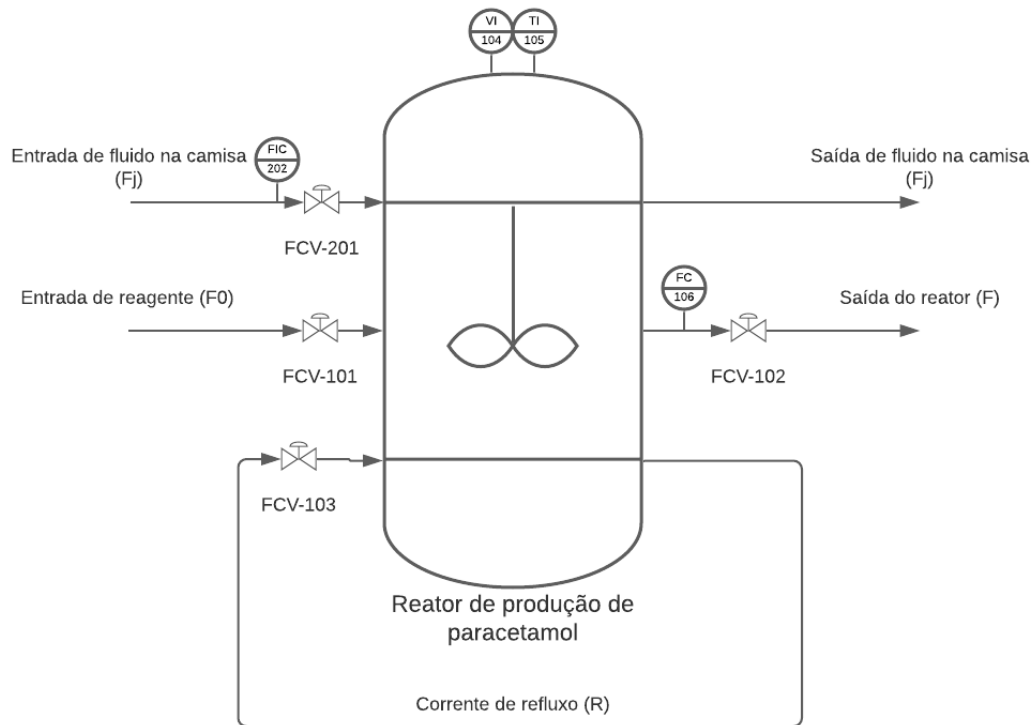 VI
104
TI
105
Entrada de fluido na camisa
(Fj)
FIC
202
Saída de fluido na camisa
(Fj)
FCV-201
Entrada de reagente (F0)
FC
106
Saída do reator (F)
FCV-101
FCV-102
FCV-103
Reator de produção de
paracetamol
Corrente de refluxo (R)